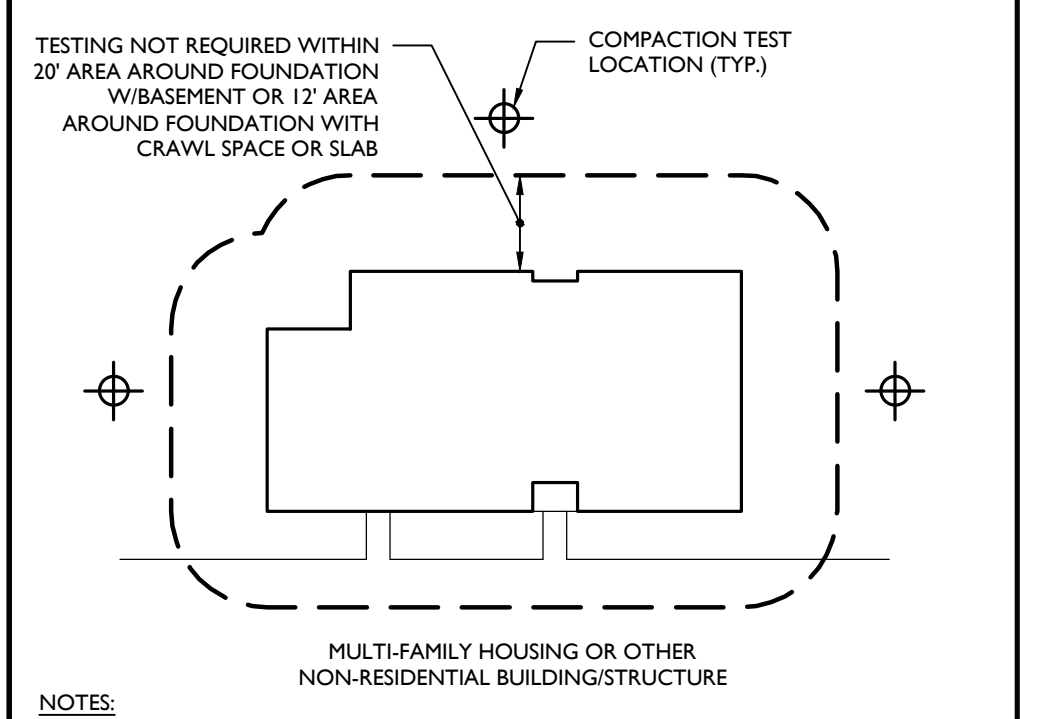 TESTING NOT REQUIRED WITHIN
20' AREA AROUND FOUNDATION
W/BASEMENT OR 12' AREA
AROUND FOUNDATION WITH
CRAWL SPACE OR SLAB
COMPACTION TEST
LOCATION (TYP.)
MULTI-FAMILY HOUSING OR OTHER
NON-RESIDENTIAL BUILDING/STRUCTURE
NOTES: